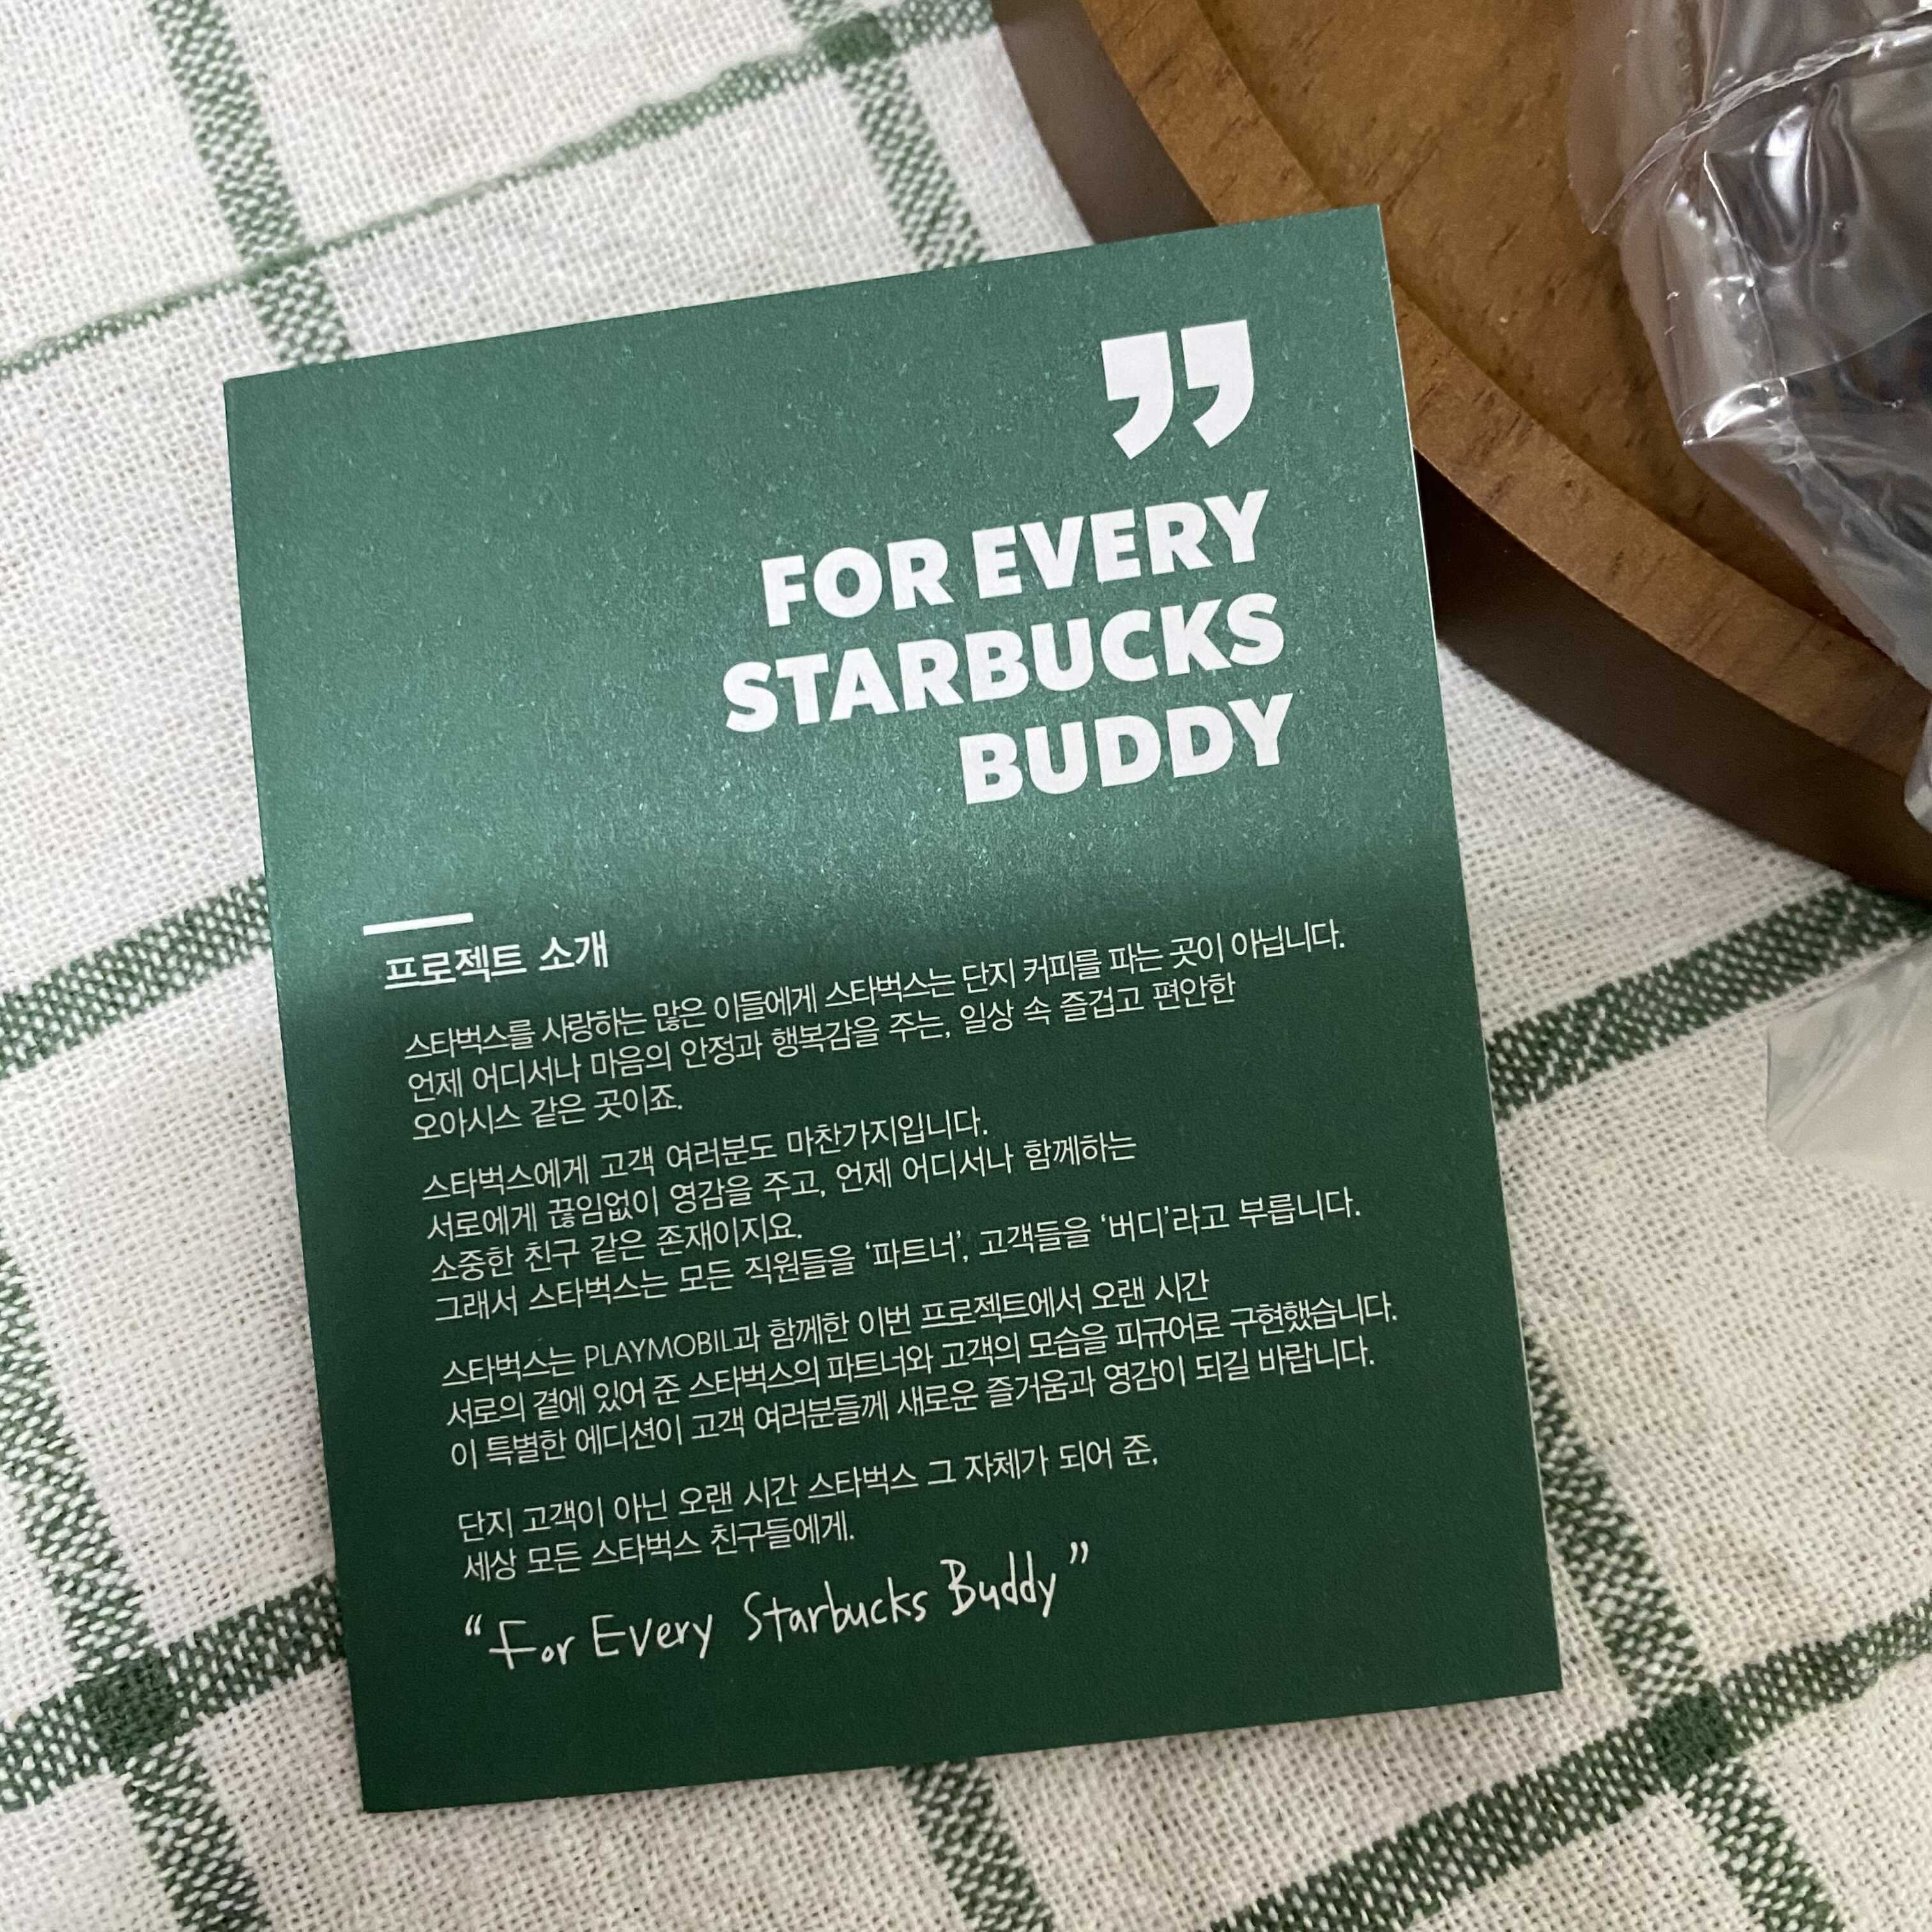 ”
FOR EVERY
STARBUCKS
BUDDY
프로젝트 소개
스타벅스를 사랑하는 많은 이들에게 스타벅스는 단지 커피를 파는 곳이 아닙니다.
언제 어디서나 마음의 안정과 행복감을 주는, 일상 속 즐겁고 편안한
오아시스 같은 곳이죠.
스타벅스에게 고객 여러분도 마찬가지입니다.
서로에게 끊임없이 영감을 주고, 언제 어디서나 함께하는
소중한 친구 같은 존재이지요.
그래서 스타벅스는 모든 직원들을 ‘파트너’, 고객들을 ‘버디’라고 부릅니다.
스타벅스는 PLAYMOBIL과 함께한 이번 프로젝트에서 오랜 시간
서로의 곁에 있어 준 스타벅스의 파트너와 고객의 모습을 피규어로 구현했습니다.
이 특별한 에디션이 고객 여러분들께 새로운 즐거움과 영감이 되길 바랍니다.
단지 고객이 아닌 오랜 시간 스타벅스 그 자체가 되어 준,
세상 모든 스타벅스 친구들에게.
“For Every Starbucks Buddy”